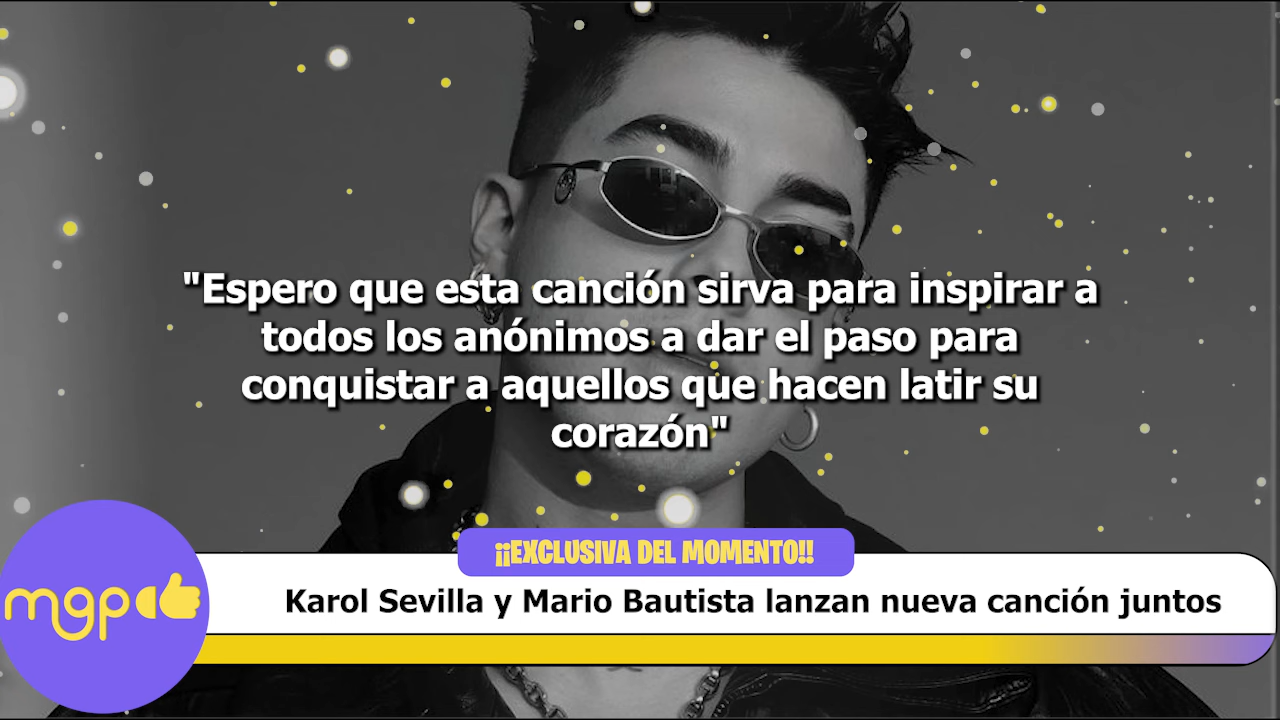 "Espero que esta canción sirva para inspirar a
todos los anónimos a dar el paso para
conquistar a aquellos que hacen latir su
corazón"
¡¡EXCLUSIVA DEL MOMENTO!!
mgp
Karol Sevilla y Mario Bautista lanzan nueva canción juntos